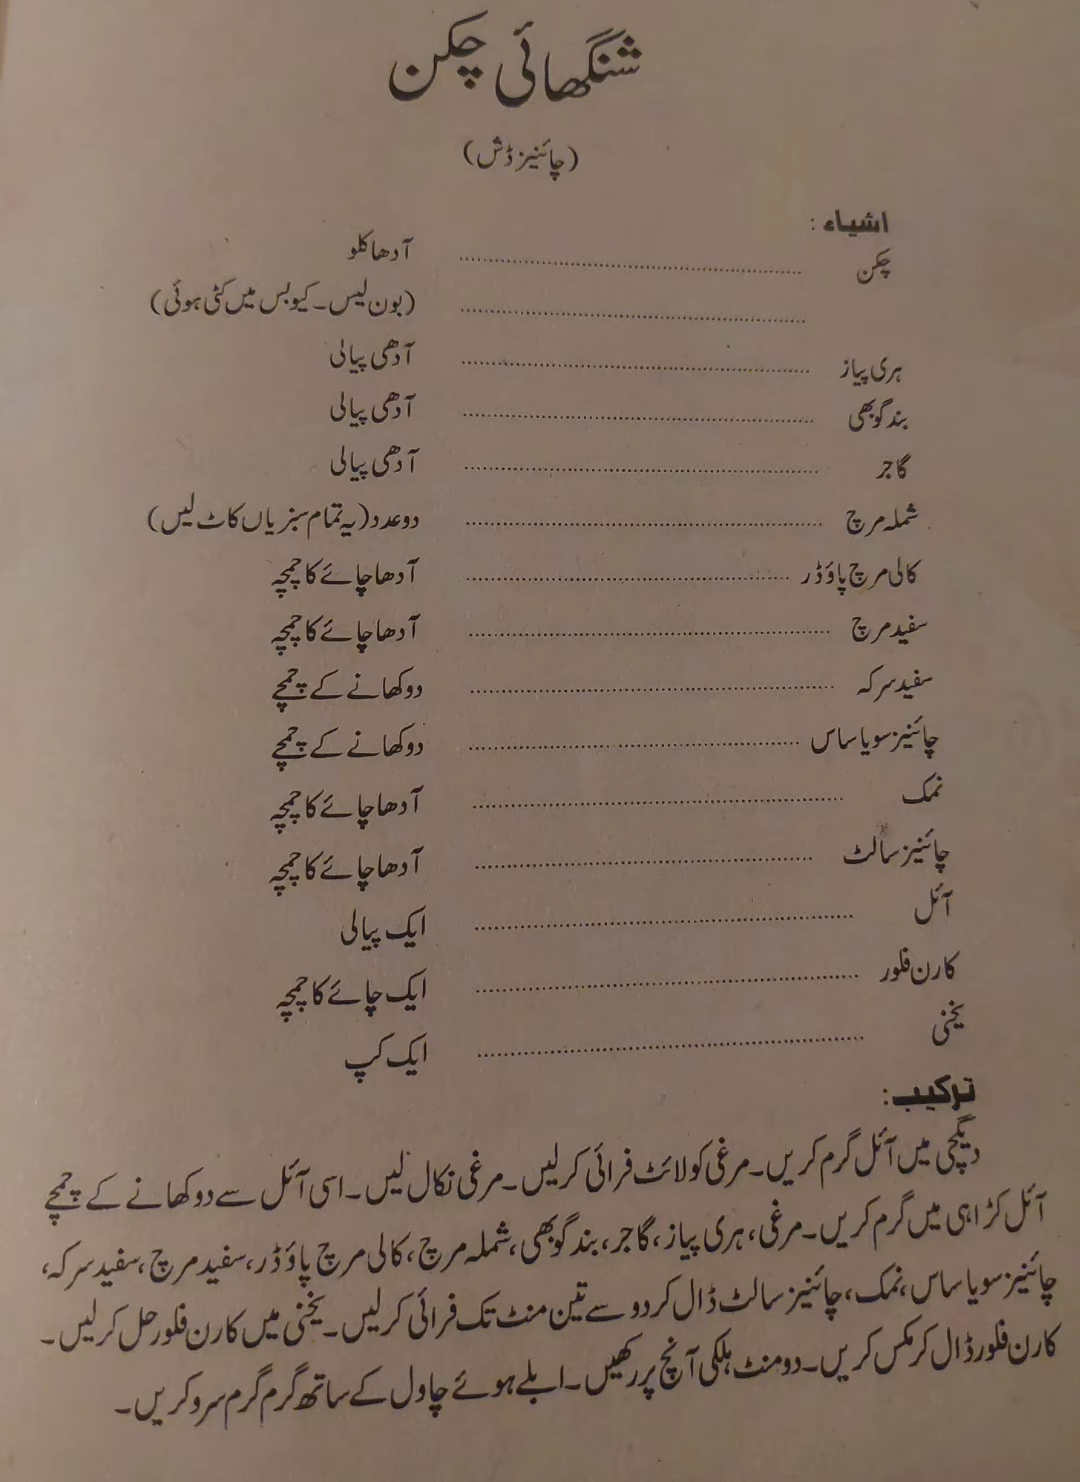 شنگھائی چکن
(چائنیز ڈش)
اشیاء:
چکن ........ آدھا کلو
........ (بون لیس۔ کیوبس میں کٹی ہوئی)
ہری پیاز ........ آدھی پیالی
بند گوبھی ........ آدھی پیالی
گاجر ........ آدھی پیالی
شملہ مرچ ........ دو عدد (یہ تمام سبزیاں کاٹ لیں)
کالی مرچ پاؤڈر ........ آدھا چائے کا چمچہ
سفید مرچ ........ آدھا چائے کا چمچہ
سفید سرکہ ........ دو کھانے کے چمچے
چائنیز سویا ساس ........ دو کھانے کے چمچے
نمک ........ آدھا چائے کا چمچہ
چائنیز سالٹ ........ آدھا چائے کا چمچہ
آئل ........ ایک پیالی
کارن فلور ........ ایک چائے کا چمچہ
یخنی ........ ایک کپ
ترکیب:
دیگچی میں آئل گرم کریں۔ مرغی کو لائٹ فرائی کر لیں۔ مرغی نکال لیں۔ اسی آئل سے دو کھانے کے چمچے
آئل کڑاہی میں گرم کریں۔ مرغی، ہری پیاز، گاجر، بند گوبھی، شملہ مرچ، کالی مرچ پاؤڈر، سفید مرچ، سفید سرکہ،
چائنیز سویا ساس، نمک، چائنیز سالٹ ڈال کر دو سے تین منٹ تک فرائی کر لیں۔ یخنی میں کارن فلور حل کر لیں۔
کارن فلور ڈال کر مکس کریں۔ دو منٹ ہلکی آنچ پر رکھیں۔ ابلے ہوئے چاول کے ساتھ گرم گرم سرو کریں۔